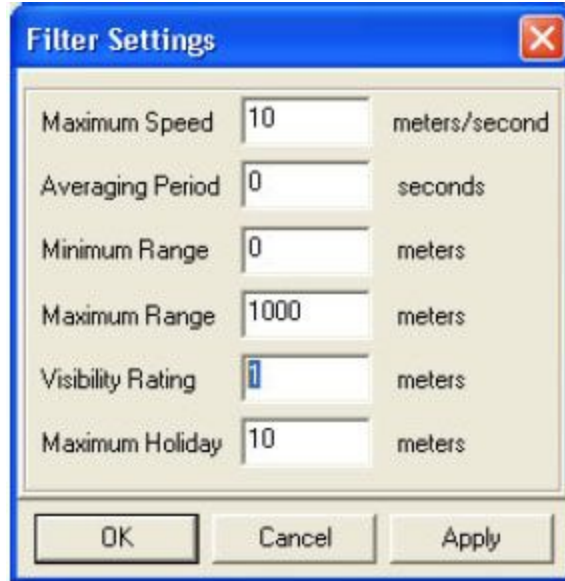 Filter Settings
Maximum Speed 10 meters/second
Averaging Period 0 seconds
Minimum Range 0 meters
Maximum Range 1000 meters
Visibility Rating 1 meters
Maximum Holiday 10 meters
OK Cancel Apply